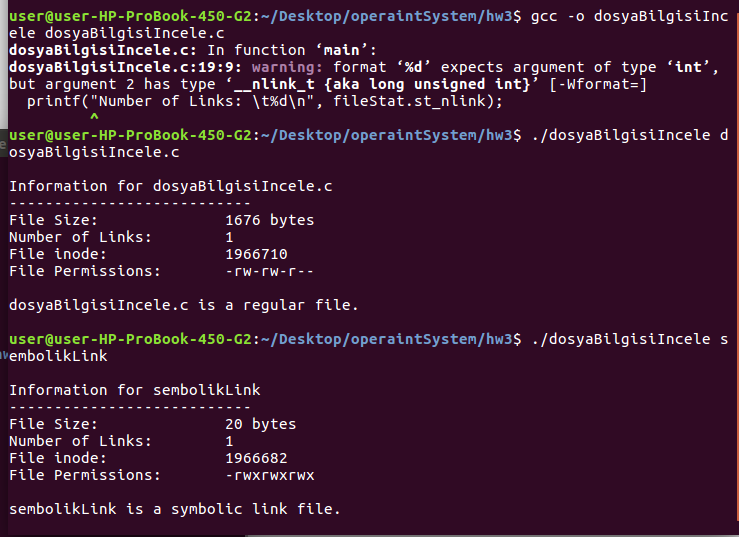 user@user-HP-ProBook-450-G2:~/Desktop/operaintSystem/hw3$ gcc -o dosyaBilgisiInc
ele dosyaBilgisiIncele.c
dosyaBilgisiIncele.c: In function ‘main’:
dosyaBilgisiIncele.c:19:9: warning: format ‘%d’ expects argument of type ‘int’,
but argument 2 has type ‘__nlink_t {aka long unsigned int}’ [-Wformat=]
  printf("Number of Links: \t%d\n", fileStat.st_nlink);
         ^
user@user-HP-ProBook-450-G2:~/Desktop/operaintSystem/hw3$ ./dosyaBilgisiIncele d
osyaBilgisiIncele.c
Information for dosyaBilgisiIncele.c
---------------------------
File Size:              1676 bytes
Number of Links:        1
File inode:             1966710
File Permissions:       -rw-rw-r--
dosyaBilgisiIncele.c is a regular file.
user@user-HP-ProBook-450-G2:~/Desktop/operaintSystem/hw3$ ./dosyaBilgisiIncele s
embolikLink
Information for sembolikLink
---------------------------
File Size:              20 bytes
Number of Links:        1
File inode:             1966682
File Permissions:       -rwxrwxrwx
sembolikLink is a symbolic link file.